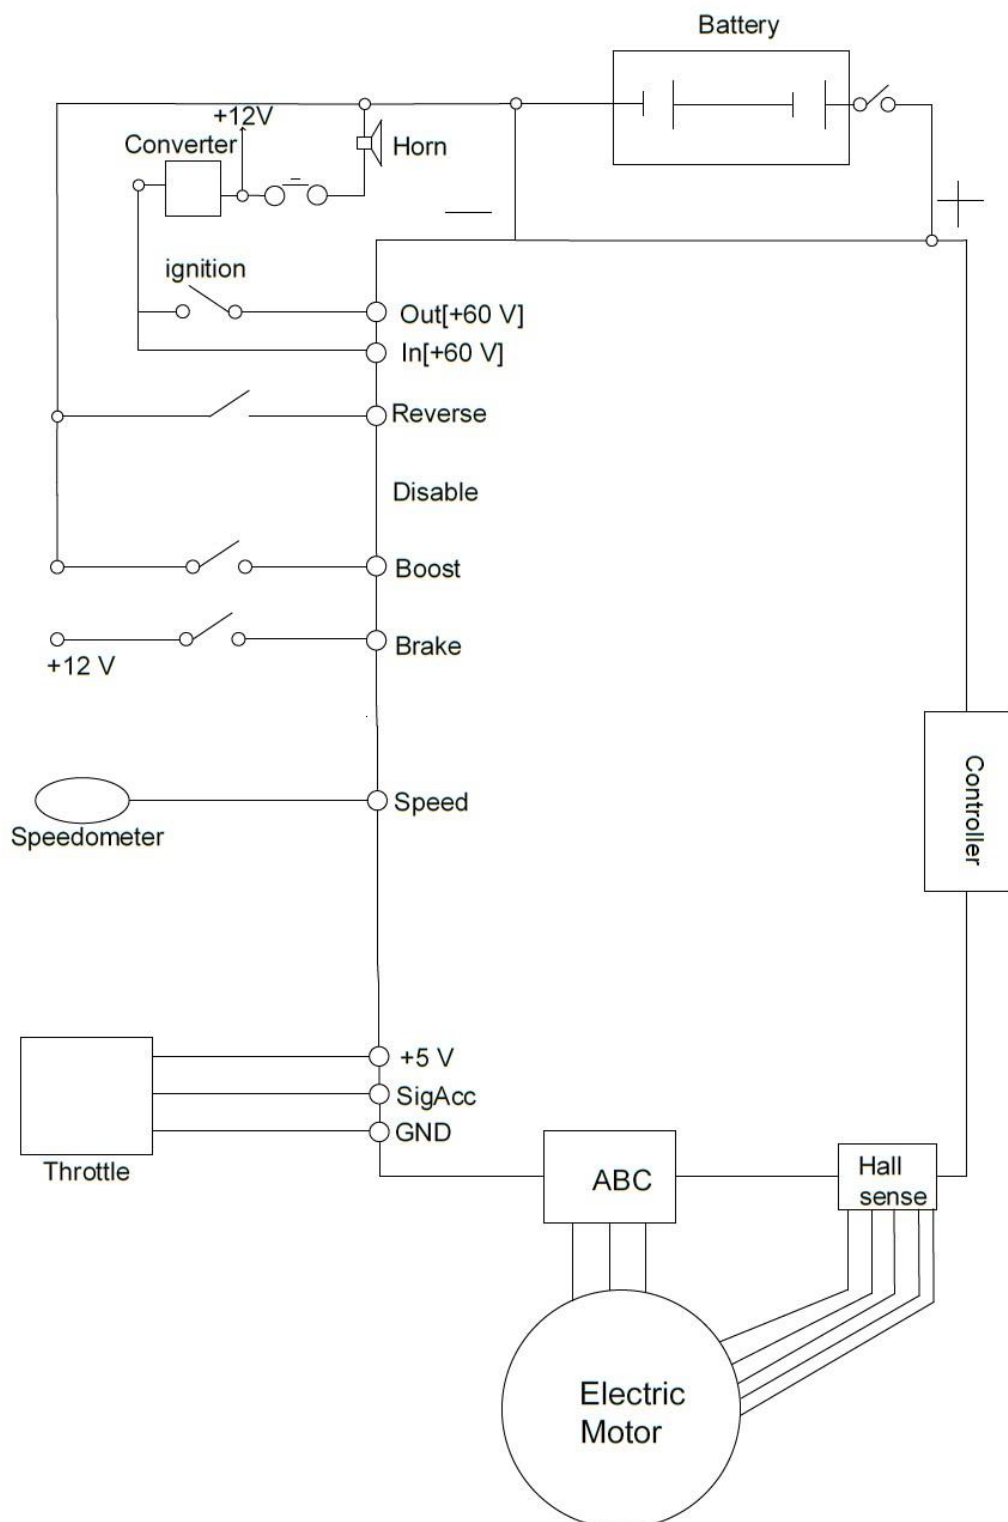 Battery
+12V
Converter
Horn
ignition
Out[+60 V]
In[+60 V]
Reverse
Disable
Boost
Brake
+12 V
Speed
Speedometer
Controller
+5 V
SigAcc
GND
Throttle
ABC
Hall
sense
Electric
Motor